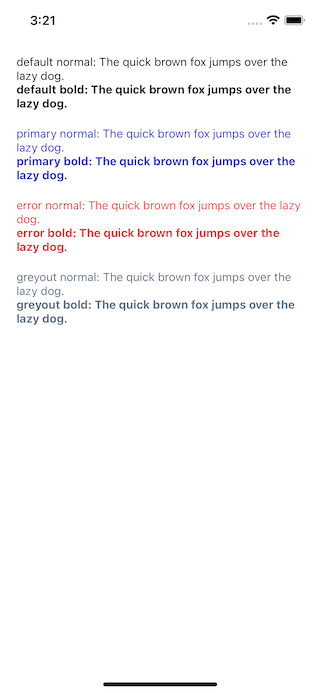 3:21
default normal: The quick brown fox jumps over the
lazy dog.
default bold: The quick brown fox jumps over the
lazy dog.
primary normal: The quick brown fox jumps over the
lazy dog.
primary bold: The quick brown fox jumps over the
lazy dog.
error normal: The quick brown fox jumps over the lazy
dog.
error bold: The quick brown fox jumps over the
lazy dog.
greyout normal: The quick brown fox jumps over the
lazy dog.
greyout bold: The quick brown fox jumps over the
lazy dog.